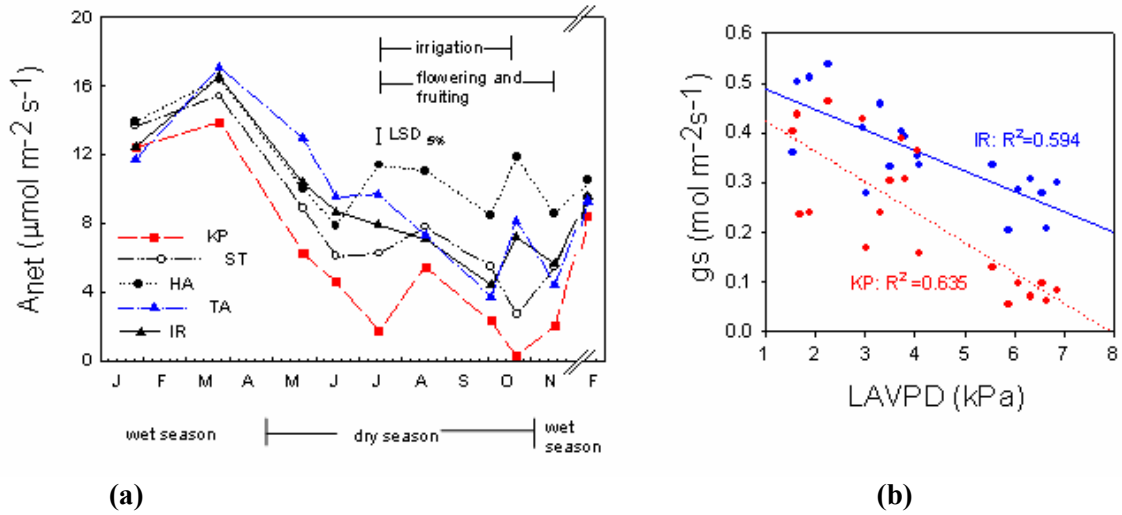 20
16
12
8
4
0
Anet (µmol m-2 s-1)
irrigation
flowering and
fruiting
LSD 5%
KP
ST
HA
TA
IR
J F M A M J J A S O N F
wet season
dry season
wet
season
(a)
0.6
0.5
0.4
0.3
0.2
0.1
0.0
gs (mol m-2s-1)
IR: R²=0.594
KP: R²=0.635
1 2 3 4 5 6 7 8
LAVPD (kPa)
(b)